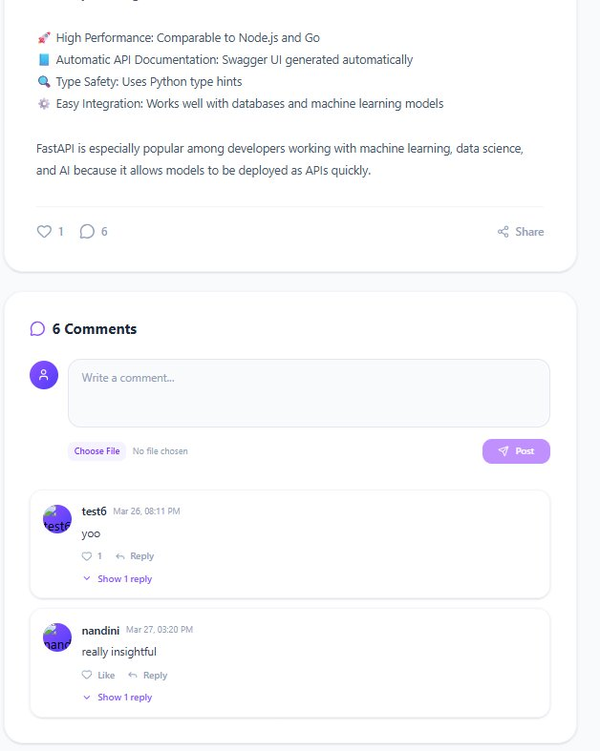 🚀 High Performance: Comparable to Node.js and Go
📘 Automatic API Documentation: Swagger UI generated automatically
🔍 Type Safety: Uses Python type hints
⚙️ Easy Integration: Works well with databases and machine learning models
FastAPI is especially popular among developers working with machine learning, data science,
and AI because it allows models to be deployed as APIs quickly.
1 6 Share
6 Comments
Write a comment...
Choose File No file chosen Post
test6 Mar 26, 08:11 PM
test6
yoo
1 Reply
Show 1 reply
nandini Mar 27, 03:20 PM
nand
really insightful
Like Reply
Show 1 reply